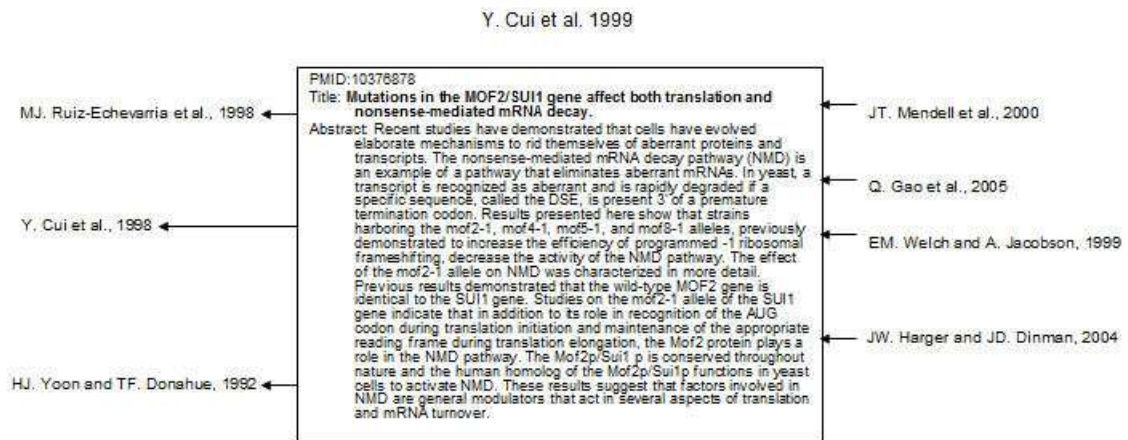 Y. Cui et al. 1999
PMID:10376878
Title: Mutations in the MOF2/SUI1 gene affect both translation and
nonsense-mediated mRNA decay.
Abstract: Recent studies have demonstrated that cells have evolved
elaborate mechanisms to rid themselves of aberrant proteins and
transcripts. The nonsense-mediated mRNA decay pathway (NMD) is
an example of a pathway that eliminates aberrant mRNAs. In yeast, a
transcript is recognized as aberrant and is rapidly degraded if a
specific sequence, called the DSE, is present 3' of a premature
termination codon. Results presented here show that strains
harboring the mof2-1, mof4-1, mof5-1, and mof8-1 alleles, previously
demonstrated to increase the efficiency of programmed -1 ribosomal
frameshifting, decrease the activity of the NMD pathway. The effect
of the mof2-1 allele on NMD was characterized in more detail.
Previous results demonstrated that the wild-type MOF2 gene is
identical to the SUI1 gene. Studies on the mof2-1 allele of the SUI1
gene indicate that in addition to its role in recognition of the AUG
codon during translation initiation and maintenance of the appropriate
reading frame during translation elongation, the Mof2 protein plays a
role in the NMD pathway. The Mof2p/Sui1 p is conserved throughout
nature and the human homolog of the Mof2p/Sui1p functions in yeast
cells to activate NMD. These results suggest that factors involved in
NMD are general modulators that act in several aspects of translation
and mRNA turnover.
MJ. Ruiz-Echevarria et al., 1998
Y. Cui et al., 1998
HJ. Yoon and TF. Donahue, 1992
JT. Mendell et al., 2000
Q. Gao et al., 2005
EM. Welch and A. Jacobson, 1999
JW. Harger and JD. Dinman, 2004